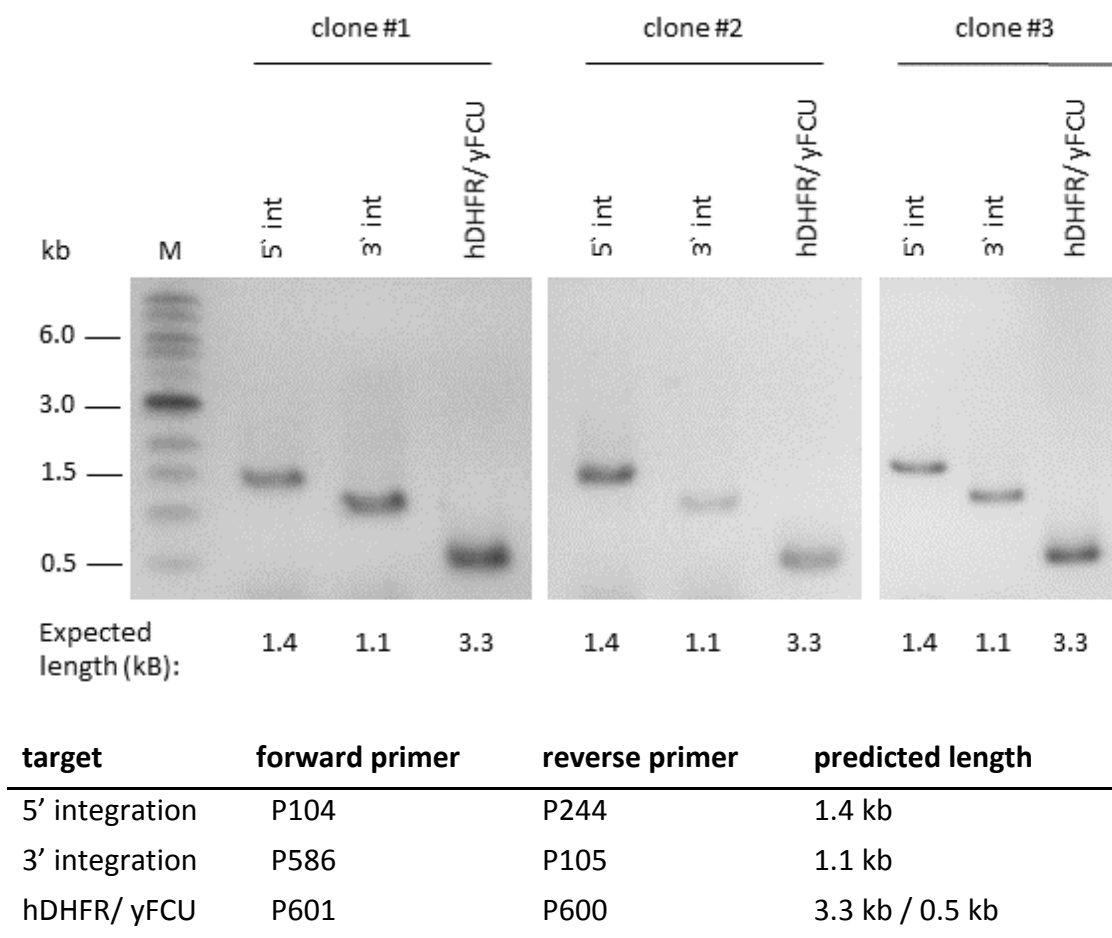 clone #1 clone #2 clone #3
5` int 3` int hDHFR/ yFCU 5` int 3` int hDHFR/ yFCU 5` int 3` int hDHFR/ yFCU
kb M
6.0
3.0
1.5
0.5
Expected
length (kB): 1.4 1.1 3.3 1.4 1.1 3.3 1.4 1.1 3.3
target forward primer reverse primer predicted length
5’ integration P104 P244 1.4 kb
3’ integration P586 P105 1.1 kb
hDHFR/ yFCU P601 P600 3.3 kb / 0.5 kb